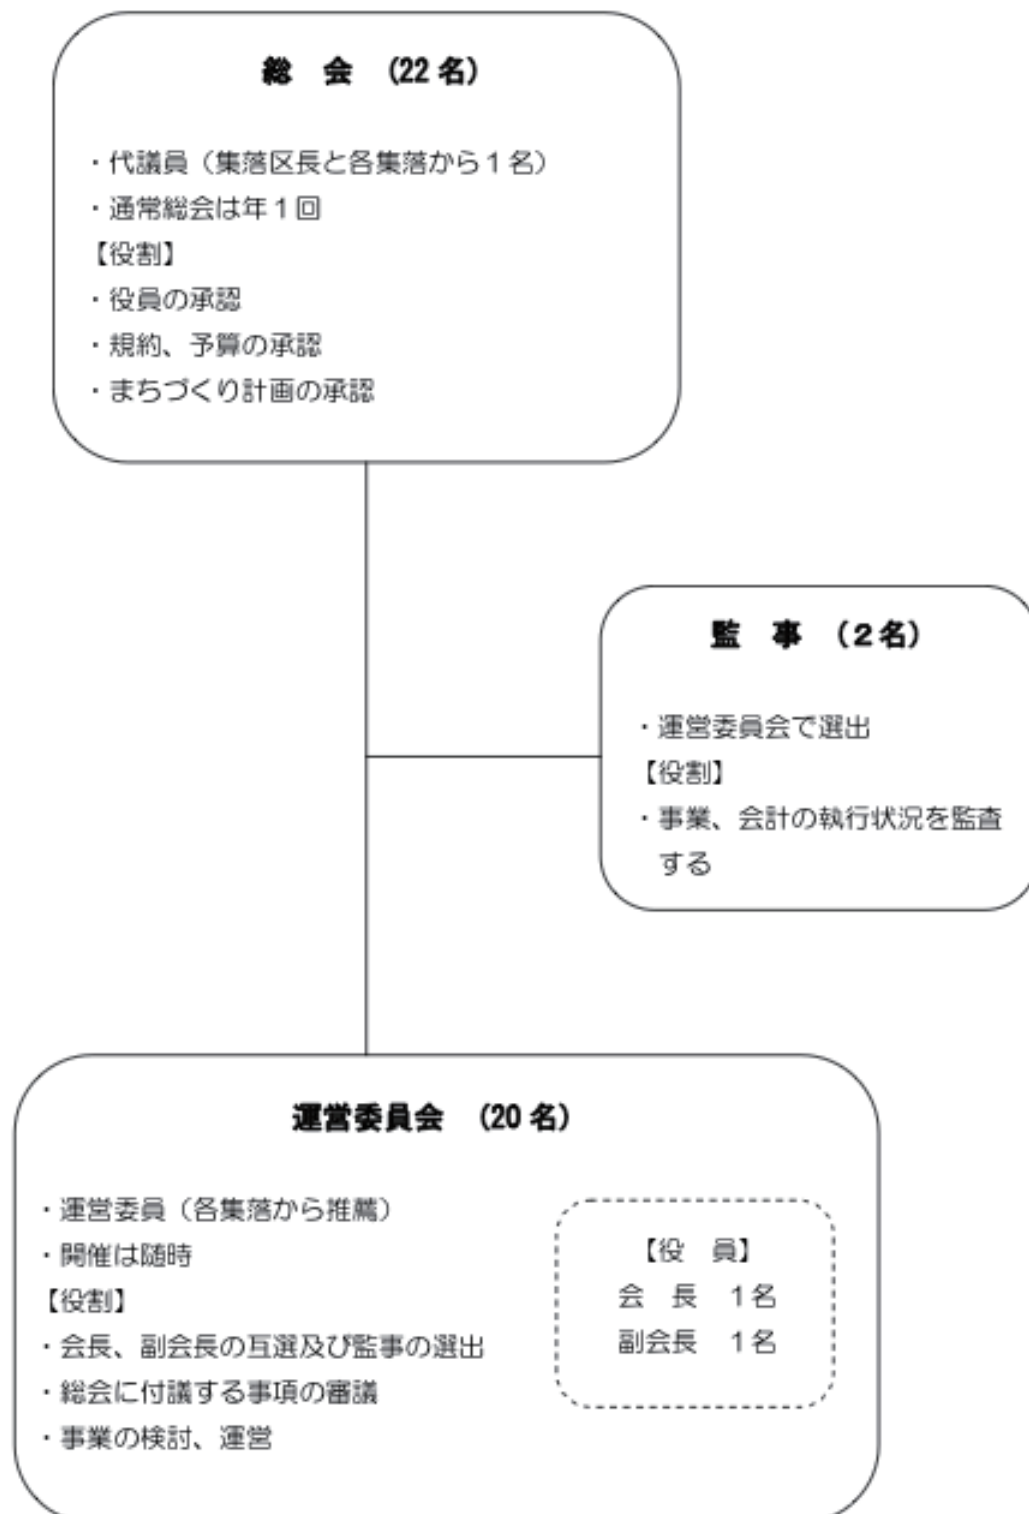 総　会　(22 名)
・代議員（集落区長と各集落から１名）
・通常総会は年１回
【役割】
・役員の承認
・規約、予算の承認
・まちづくり計画の承認
監　事　(２名)
・運営委員会で選出
【役割】
・事業、会計の執行状況を監査
する
運営委員会　(20 名)
・運営委員（各集落から推薦）
・開催は随時
【役割】
・会長、副会長の互選及び監事の選出
・総会に付議する事項の審議
・事業の検討、運営
【役　員】
会　長　１名
副会長　１名